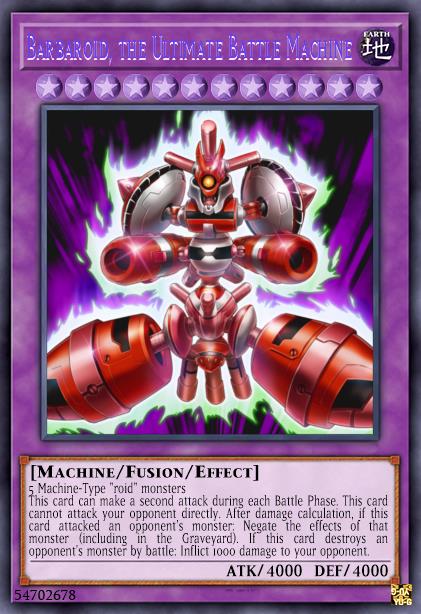 Barbaroid, the Ultimate Battle Machine
EARTH
地
[Machine/Fusion/Effect]
5 Machine-Type "roid" monsters
This card can make a second attack during each Battle Phase. This card
cannot attack your opponent directly. After damage calculation, if this
card attacked an opponent's monster: Negate the effects of that
monster (including in the Graveyard). If this card destroys an
opponent's monster by battle: Inflict 1000 damage to your opponent.
ATK/4000 DEF/4000
54702678